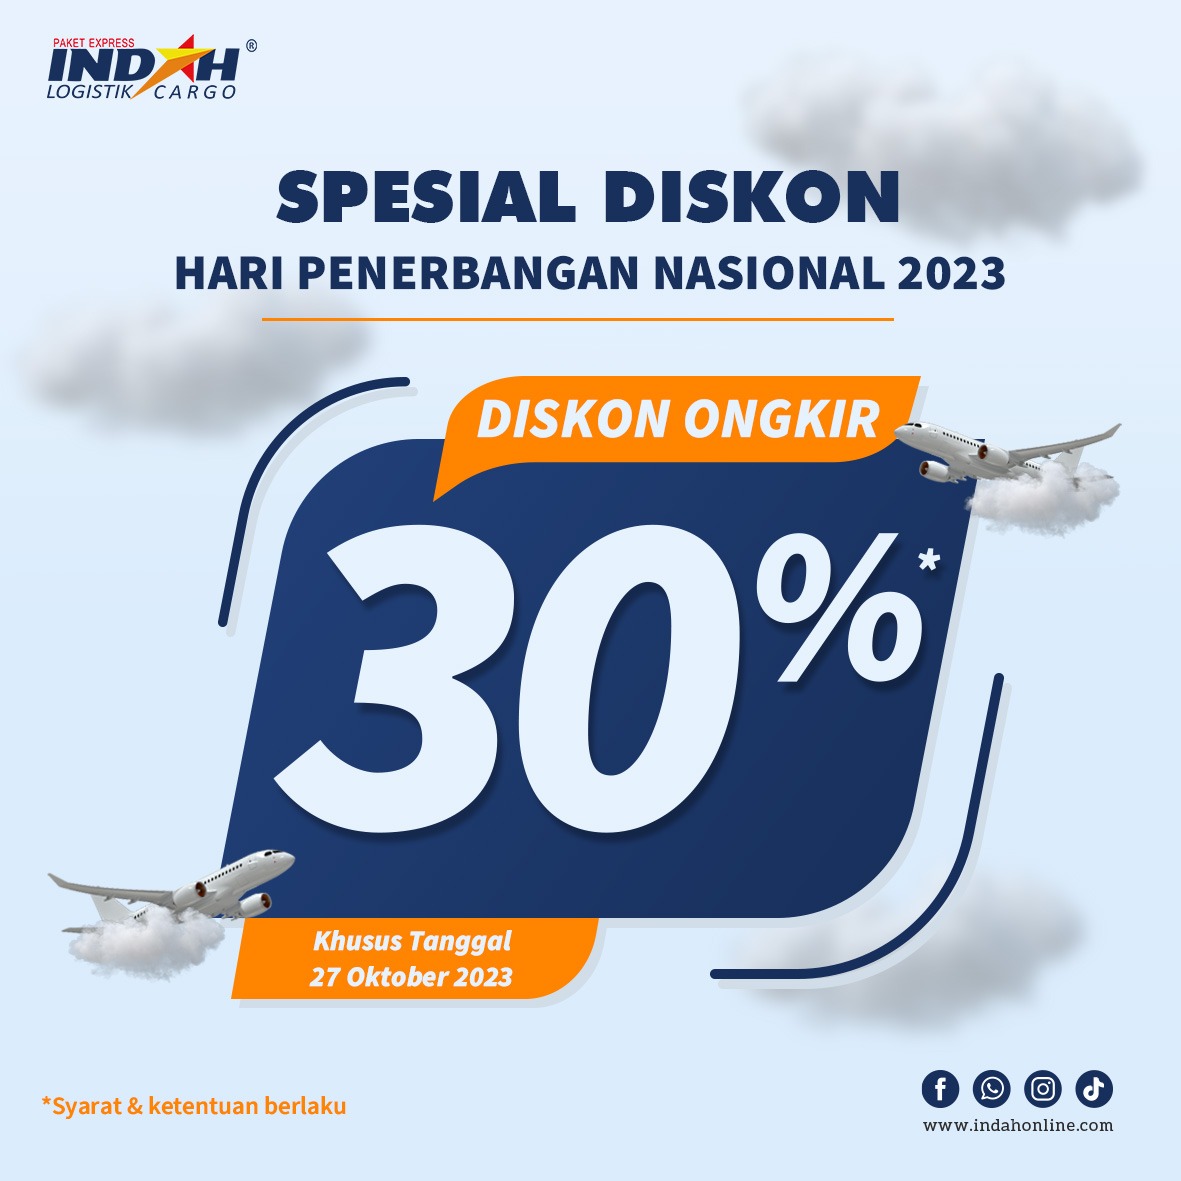 PAKET EXPRESS
INDAH ®
LOGISTIK CARGO
SPESIAL DISKON
HARI PENERBANGAN NASIONAL 2023
DISKON ONGKIR
30%*
Khusus Tanggal
27 Oktober 2023
*Syarat & ketentuan berlaku
www.indahonline.com